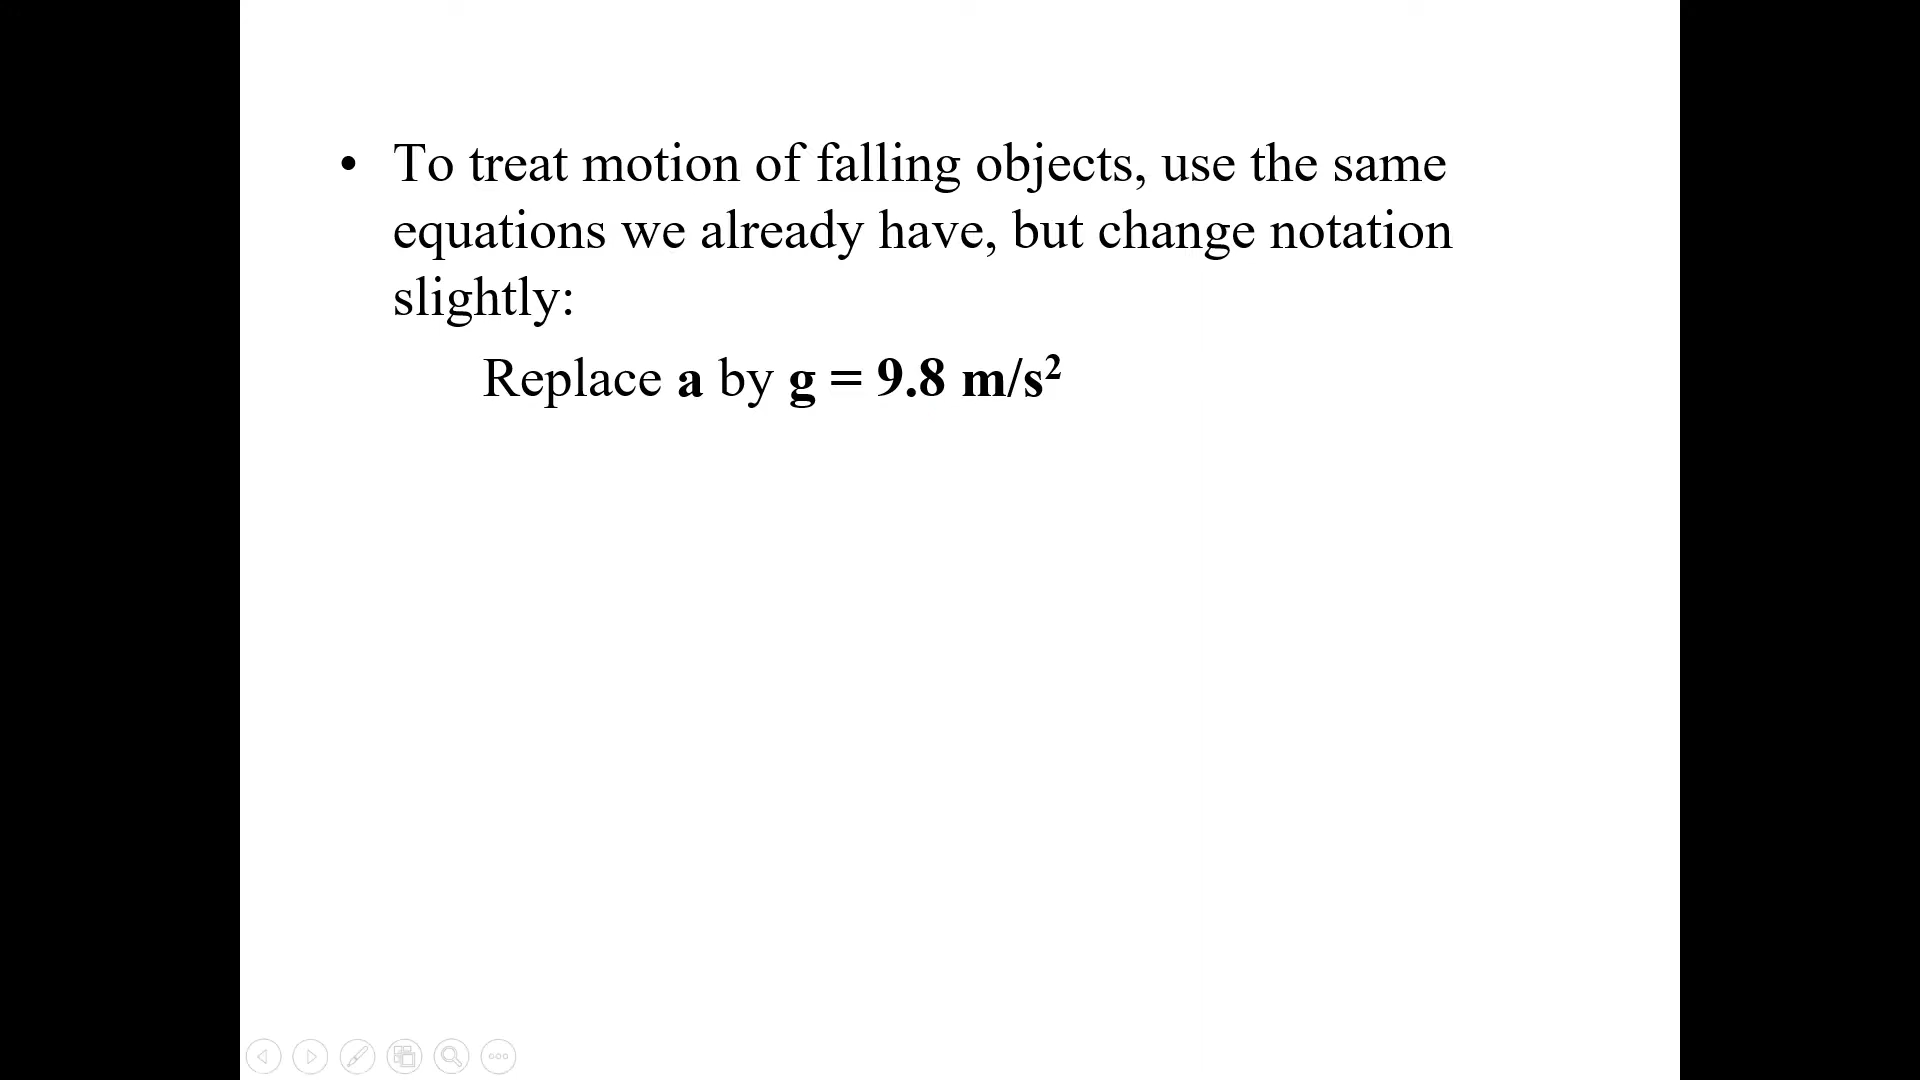 • To treat motion of falling objects, use the same
equations we already have, but change notation
slightly:
Replace a by g = 9.8 m/s²